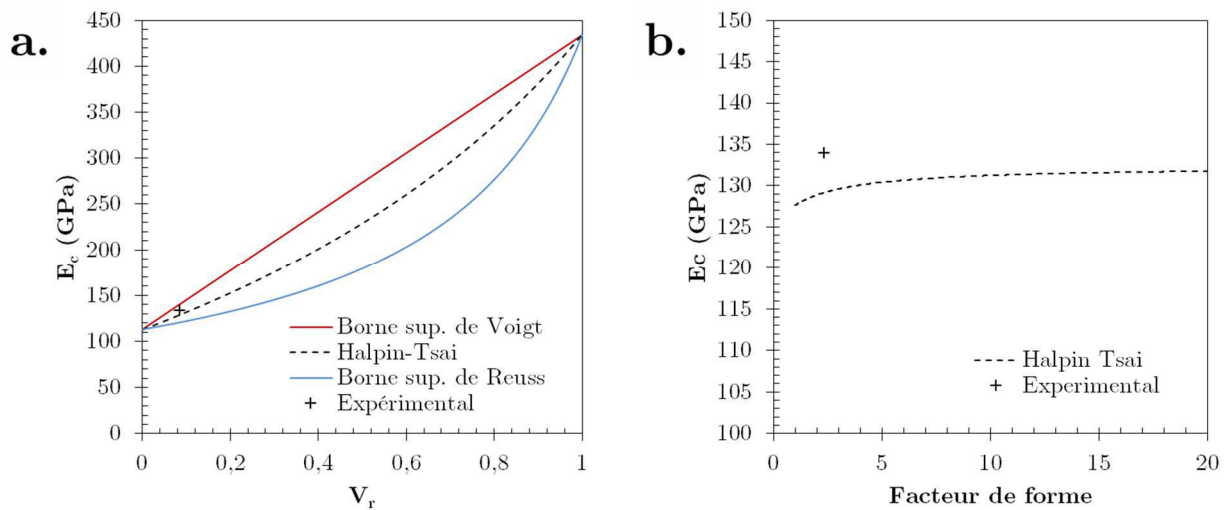 a.
450
400
350
300
250
200
150
100
50
0
E_c (GPa)
Borne sup. de Voigt
Halpin-Tsai
Borne sup. de Reuss
Expérimental
0 0,2 0,4 0,6 0,8 1
V_r
b.
150
145
140
135
130
125
120
115
110
105
100
Ec (GPa)
Halpin Tsai
Experimental
0 5 10 15 20
Facteur de forme